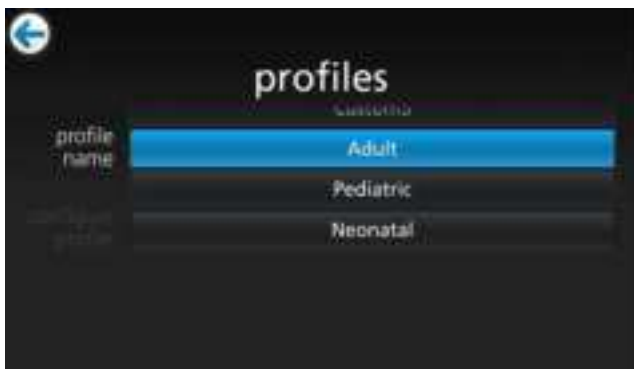 profiles
profile
name
Adult
Pediatric
Neonatal